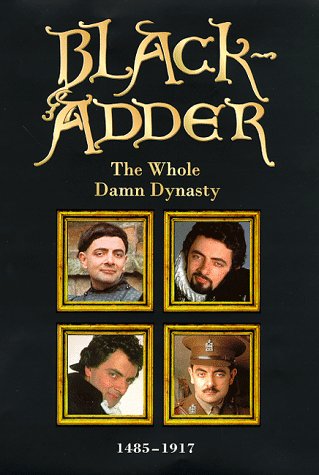 BLACK-
ADDER
The Whole
Damn Dynasty
1485–1917